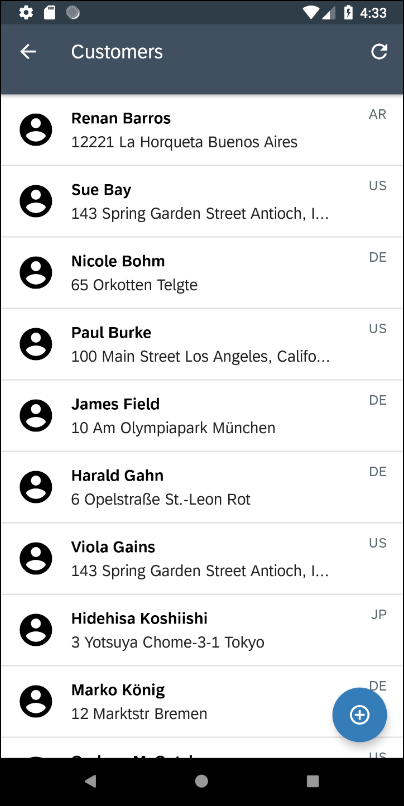 4:33
Customers
Renan Barros
AR
12221 La Horqueta Buenos Aires
Sue Bay
US
143 Spring Garden Street Antioch, I...
Nicole Bohm
DE
65 Orkotten Telgte
Paul Burke
US
100 Main Street Los Angeles, Califo...
James Field
DE
10 Am Olympiapark München
Harald Gahn
DE
6 Opelstraße St.-Leon Rot
Viola Gains
US
143 Spring Garden Street Antioch, I...
Hidehisa Koshiishi
JP
3 Yotsuya Chome-3-1 Tokyo
Marko König
DE
12 Marktstr Bremen
US